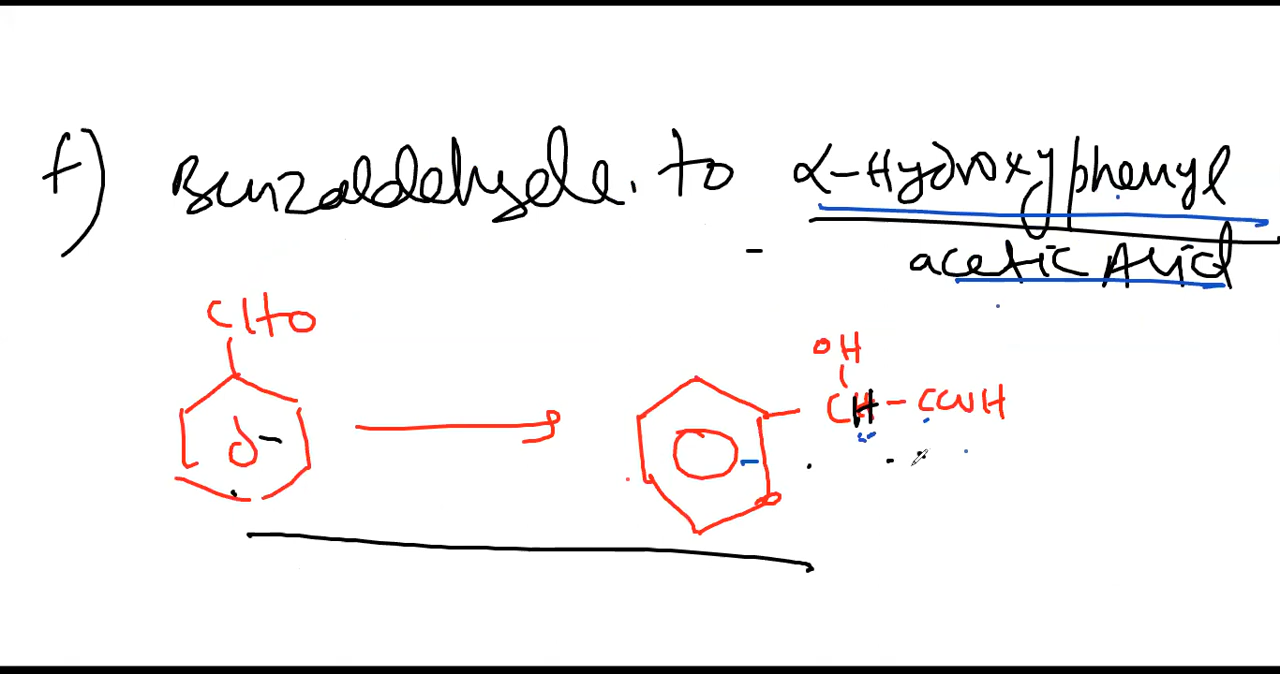 f) Benzaldehyde. to α-Hydroxyphenyl
acetic Acid
CHO
OH
CH - COOH